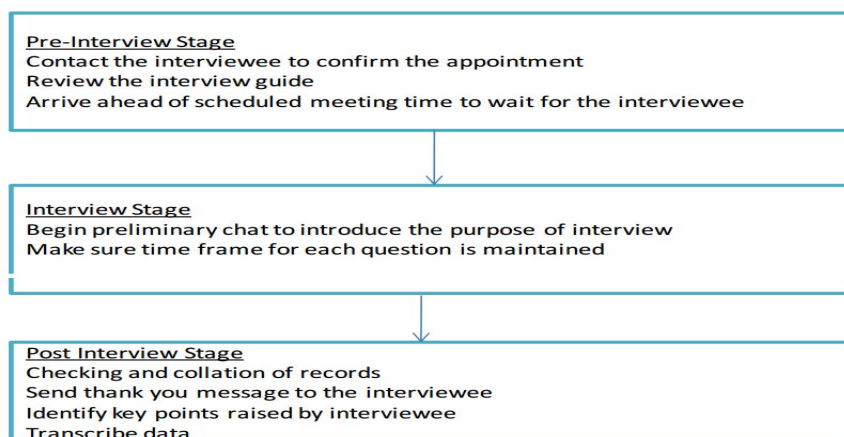 Pre-Interview Stage
Contact the interviewee to confirm the appointment
Review the interview guide
Arrive ahead of scheduled meeting time to wait for the interviewee
Interview Stage
Begin preliminary chat to introduce the purpose of interview
Make sure time frame for each question is maintained
Post Interview Stage
Checking and collation of records
Send thank you message to the interviewee
Identify key points raised by interviewee
Transcribe data